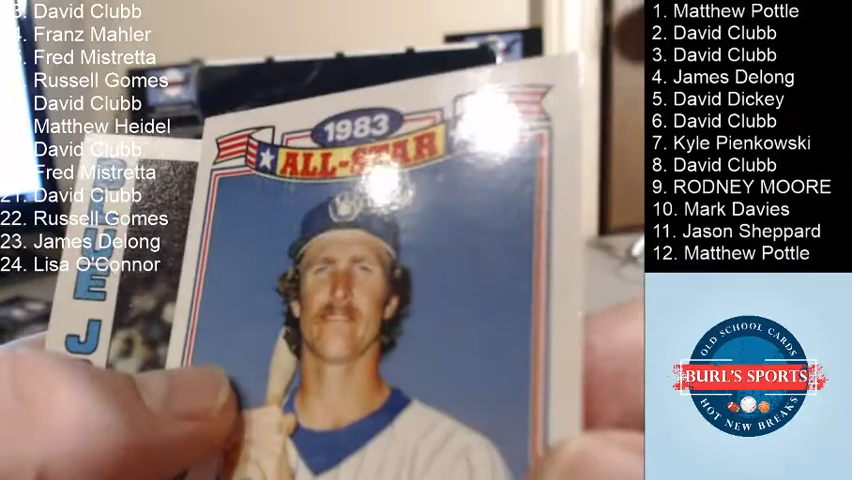 David Clubb
Franz Mahler
Fred Mistretta
Russell Gomes
David Clubb
Matthew Heidel
David Clubb
Fred Mistretta
21. David Clubb
22. Russell Gomes
23. James Delong
24. Lisa O'Connor
1983
ALL-STAR
1. Matthew Pottle
2. David Clubb
3. David Clubb
4. James Delong
5. David Dickey
6. David Clubb
7. Kyle Pienkowski
8. David Clubb
9. RODNEY MOORE
10. Mark Davies
11. Jason Sheppard
12. Matthew Pottle
OLD SCHOOL CARDS
BURL'S SPORTS
HOT NEW BREAKS